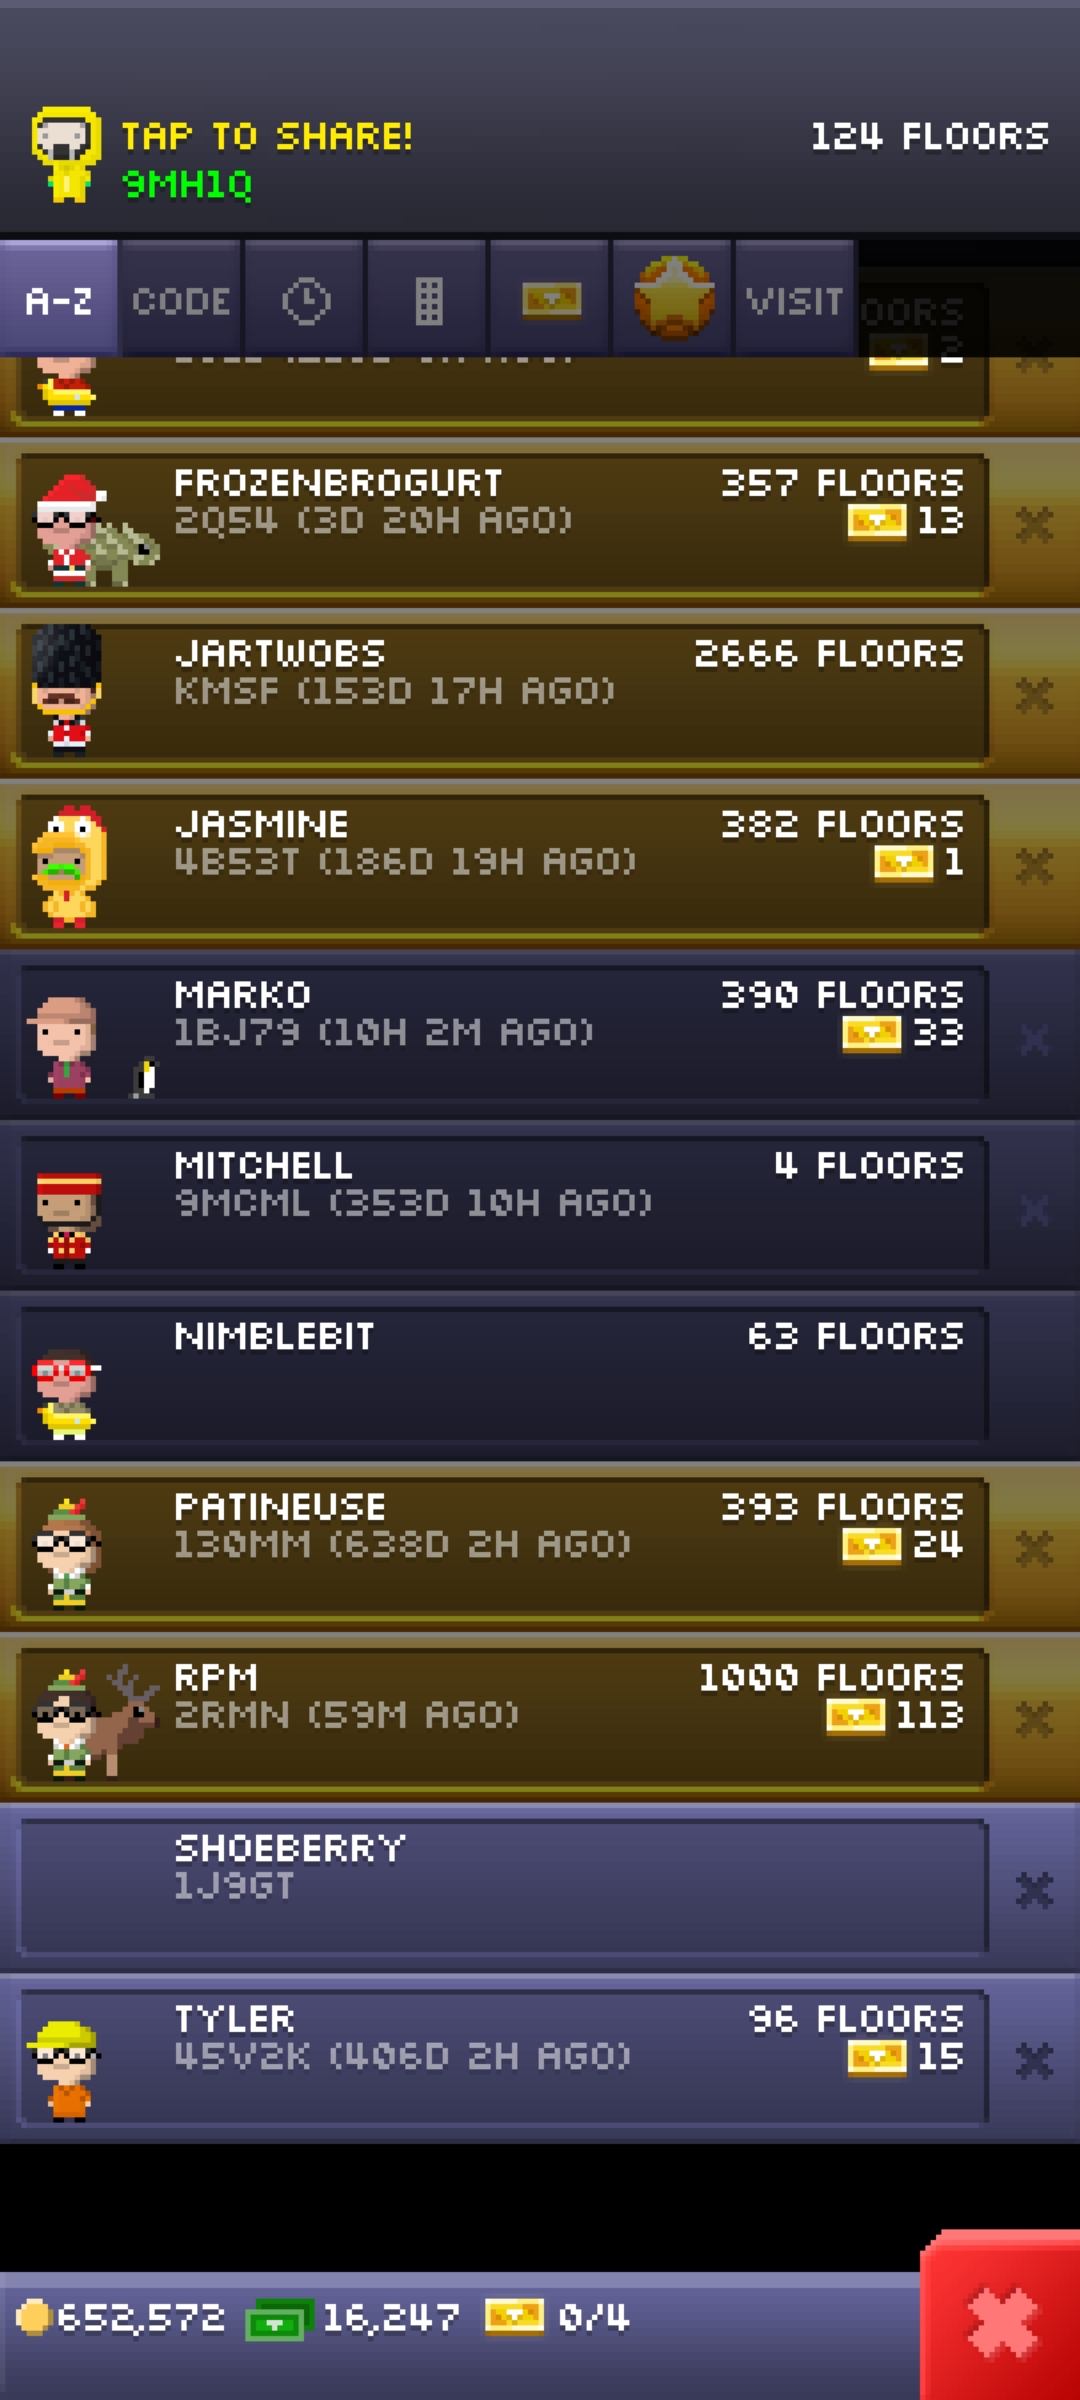 TAP TO SHARE!
124 FLOORS
9MH1Q
A-Z
CODE
VISIT
2
FROZENBROGURT
357 FLOORS
2Q54 (3D 20H AGO)
13
JARTWOBS
2666 FLOORS
KMSF (153D 17H AGO)
JASMINE
382 FLOORS
4B53T (186D 19H AGO)
1
MARKO
390 FLOORS
1BJ79 (10H 2M AGO)
33
MITCHELL
4 FLOORS
9MCML (353D 10H AGO)
NIMBLEBIT
63 FLOORS
PATINEUSE
393 FLOORS
130MM (638D 2H AGO)
24
RPM
1000 FLOORS
2RMN (59M AGO)
113
SHOEBERRY
1J9GT
TYLER
96 FLOORS
45V2K (406D 2H AGO)
15
652,572
16,247
0/4